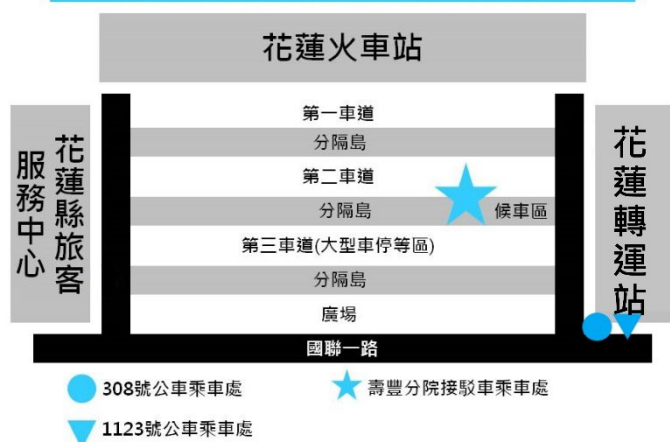 花蓮火車站
第一車道
分隔島
第二車道
分隔島
候車區
第三車道(大型車停等區)
分隔島
廣場
花蓮縣旅客
服務中心
花蓮轉運站
國聯一路
308號公車乘車處
壽豐分院接駁車乘車處
1123號公車乘車處